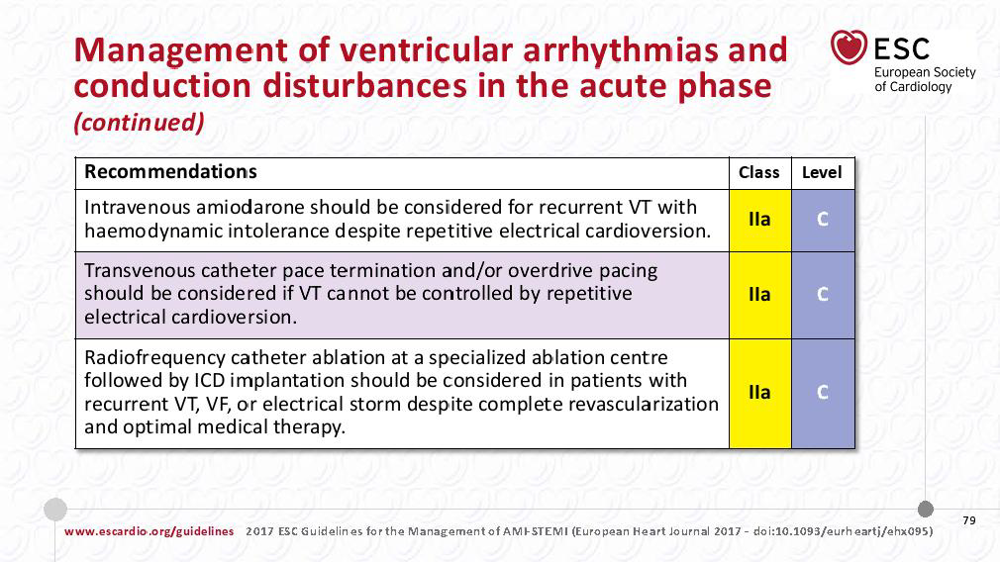 Management of ventricular arrhythmias and
conduction disturbances in the acute phase
(continued)
ESC
European Society
of Cardiology
Recommendations Class Level
Intravenous amiodarone should be considered for recurrent VT with
haemodynamic intolerance despite repetitive electrical cardioversion.
IIa C
Transvenous catheter pace termination and/or overdrive pacing
should be considered if VT cannot be controlled by repetitive
electrical cardioversion.
IIa C
Radiofrequency catheter ablation at a specialized ablation centre
followed by ICD implantation should be considered in patients with
recurrent VT, VF, or electrical storm despite complete revascularization
and optimal medical therapy.
IIa C
79
www.escardio.org/guidelines 2017 ESC Guidelines for the Management of AMI-STEMI (European Heart Journal 2017 - doi:10.1093/eurheartj/ehx095)